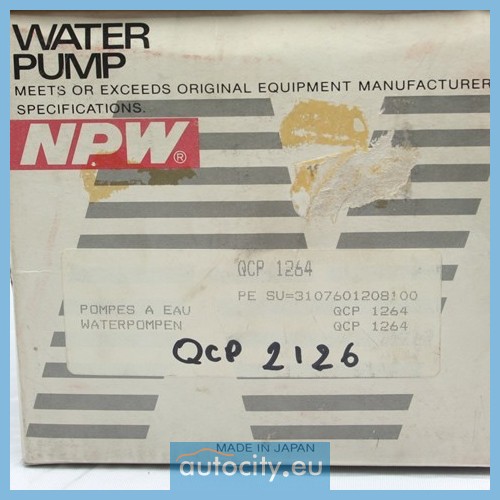 WATER
PUMP
MEETS OR EXCEEDS ORIGINAL EQUIPMENT MANUFACTURER
SPECIFICATIONS.
NPW®
QCP 1264
PE SU=3107601208100
POMPES A EAU QCP 1264
WATERPOMPEN QCP 1264
QCP 2126
MADE IN JAPAN
autocity.eu